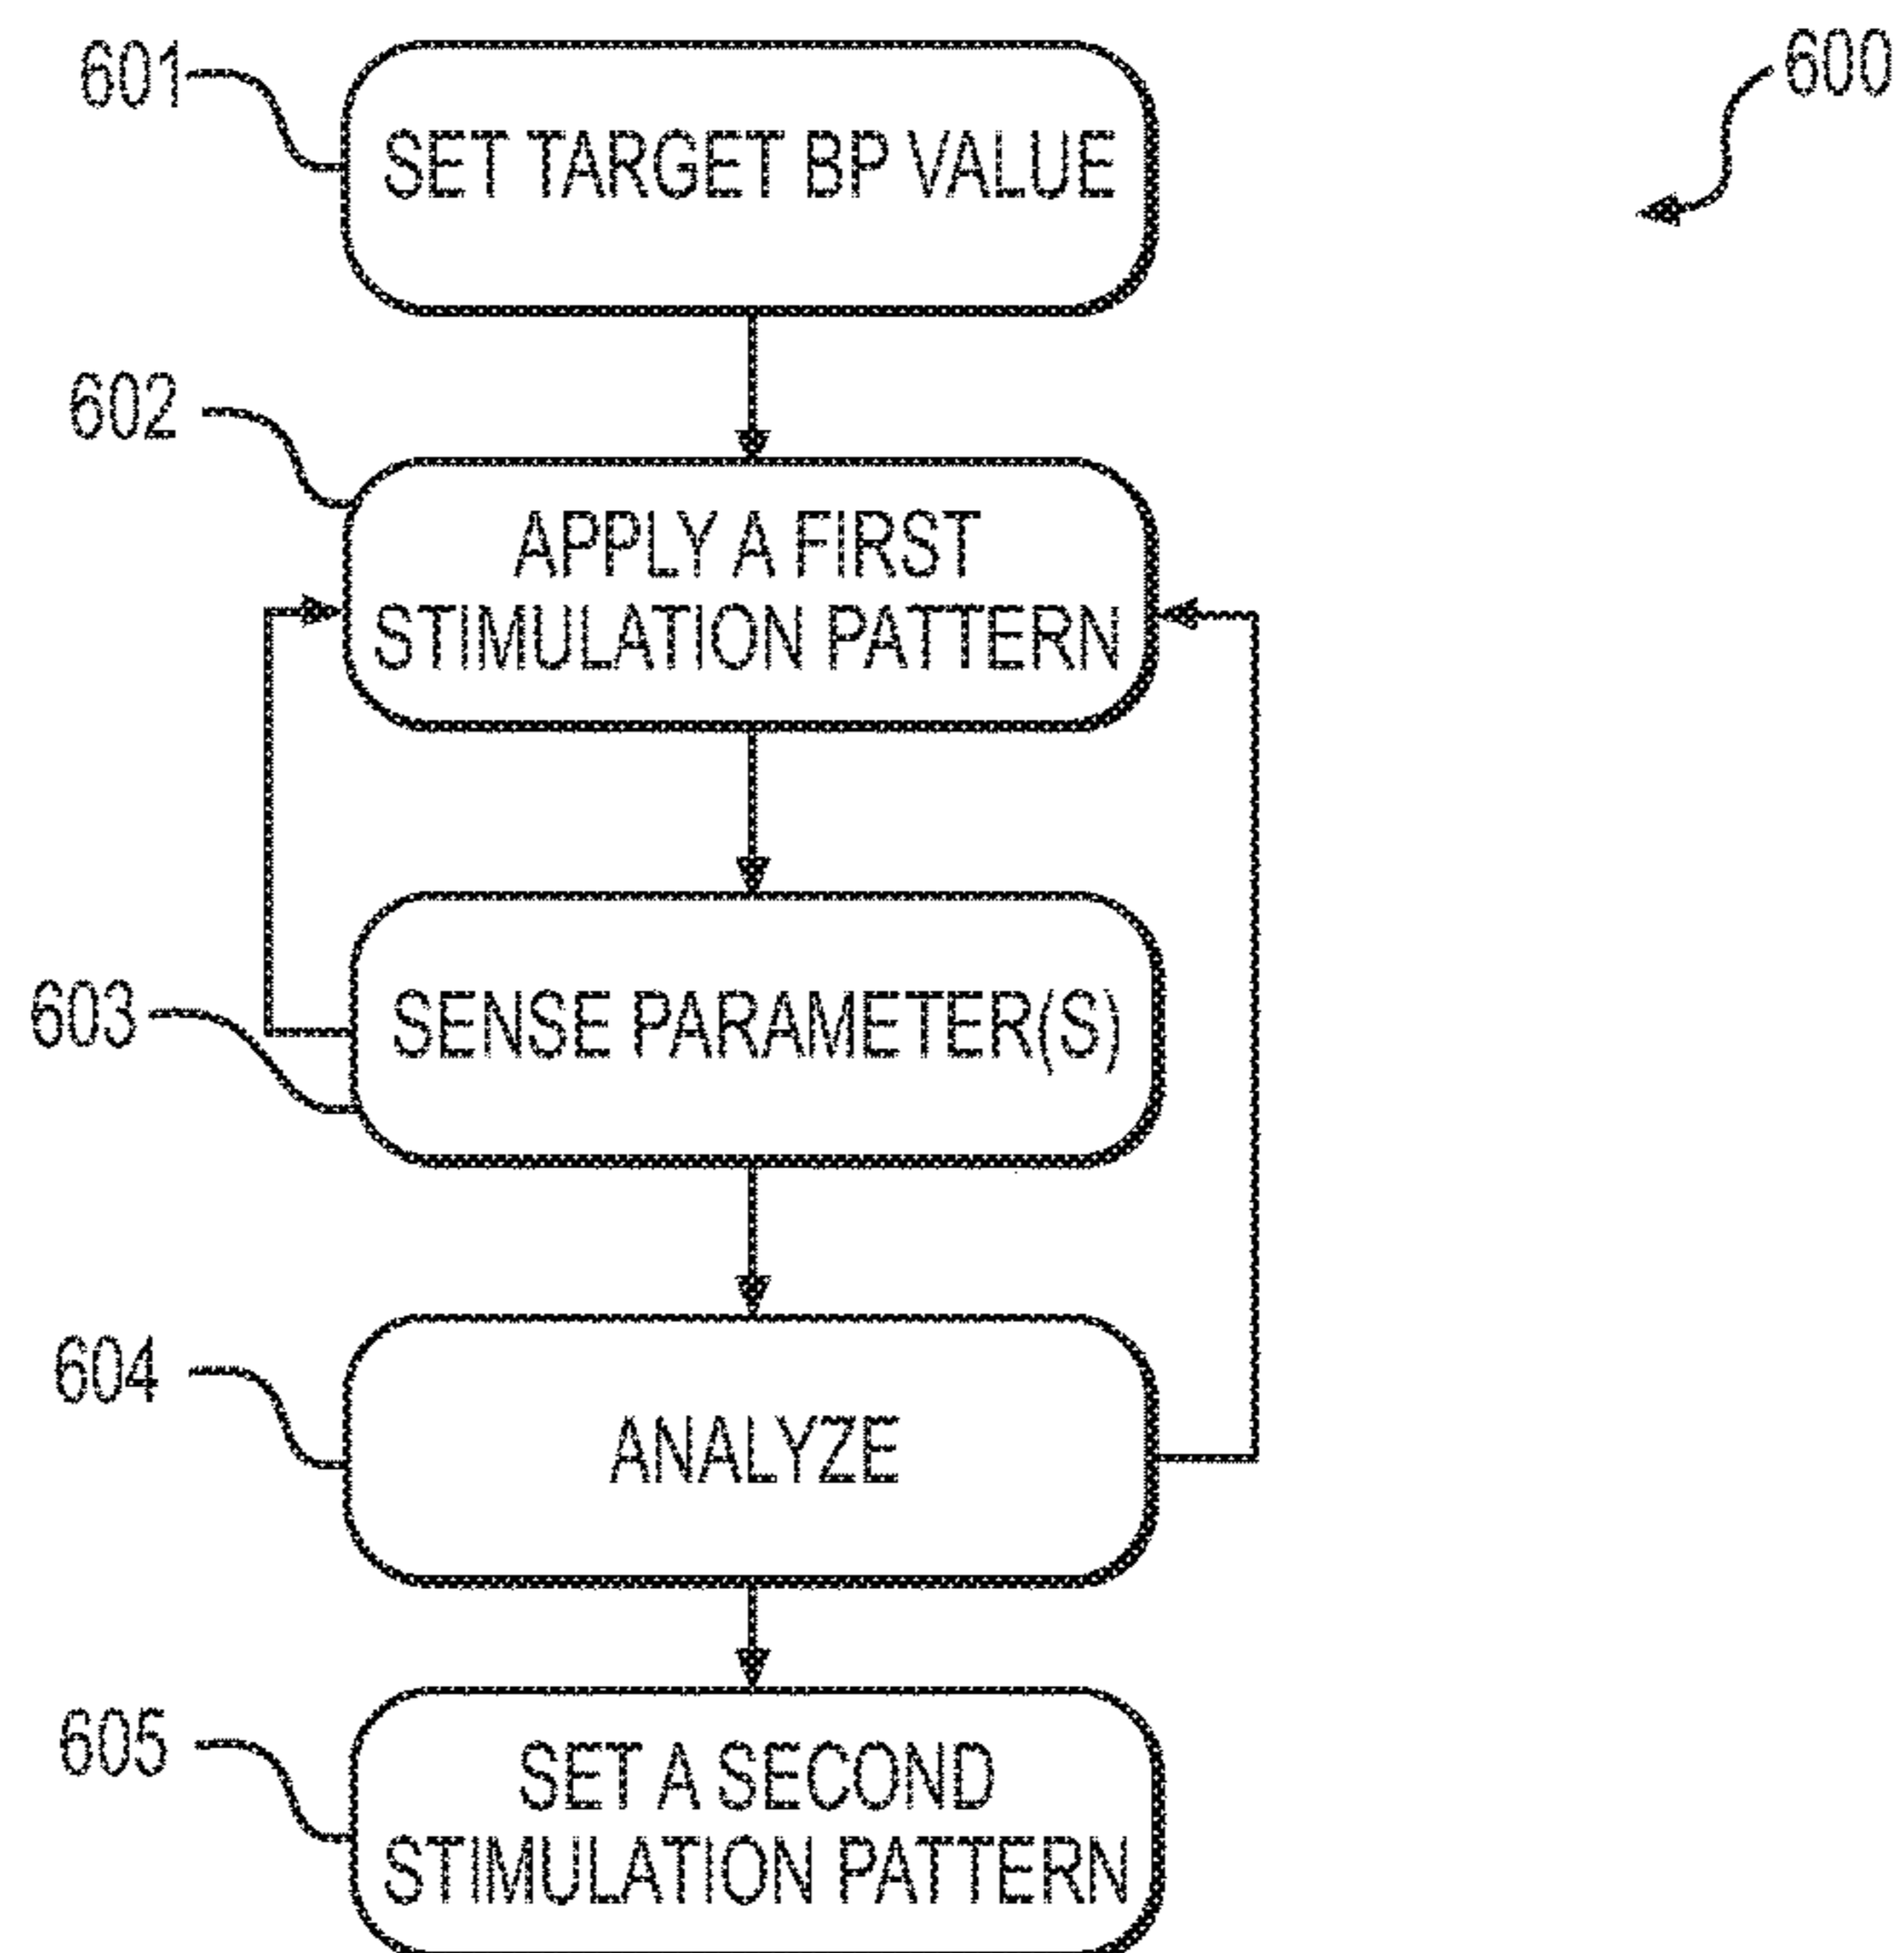 600
601
SET TARGET BP VALUE
602
APPLY A FIRST
STIMULATION PATTERN
603
SENSE PARAMETER(S)
604
ANALYZE
605
SET A SECOND
STIMULATION PATTERN